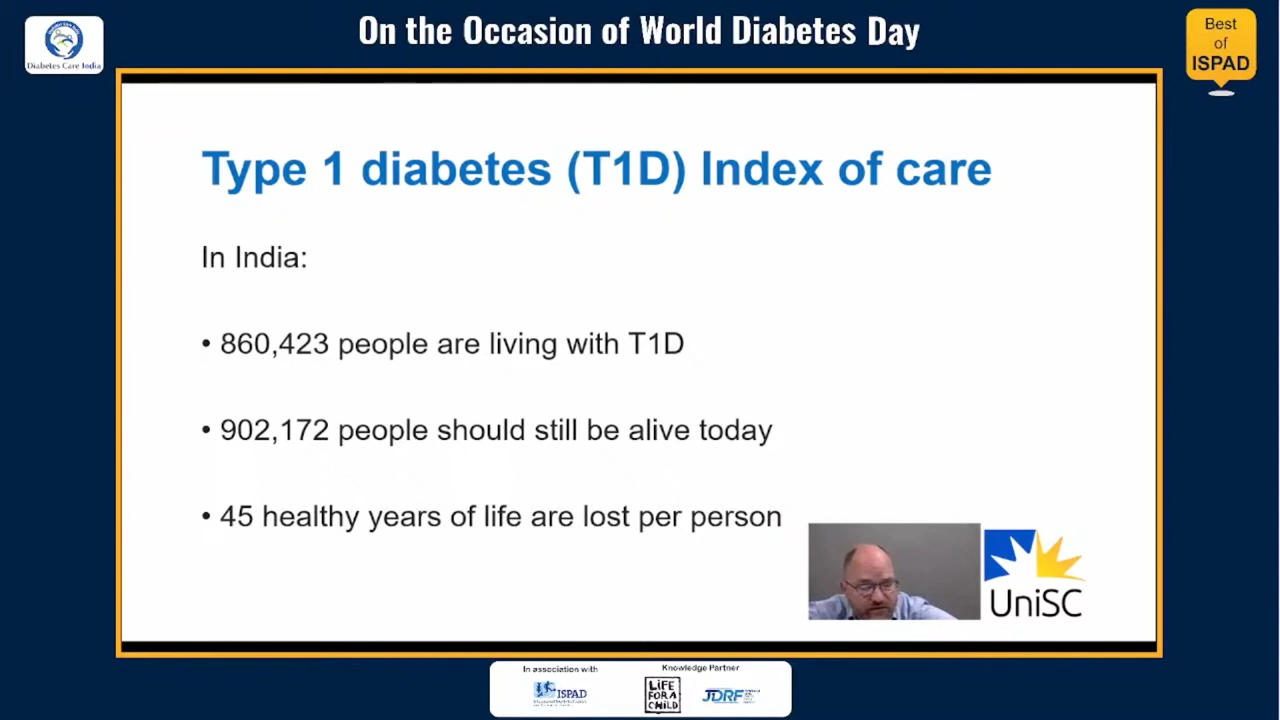 On the Occasion of World Diabetes Day
Diabetes Care India
Best
of
ISPAD
Type 1 diabetes (T1D) Index of care
In India:
• 860,423 people are living with T1D
• 902,172 people should still be alive today
• 45 healthy years of life are lost per person
UniSC
In association with
ISPAD
Knowledge Partner
LIFE
FOR A
CHILD
JDRF